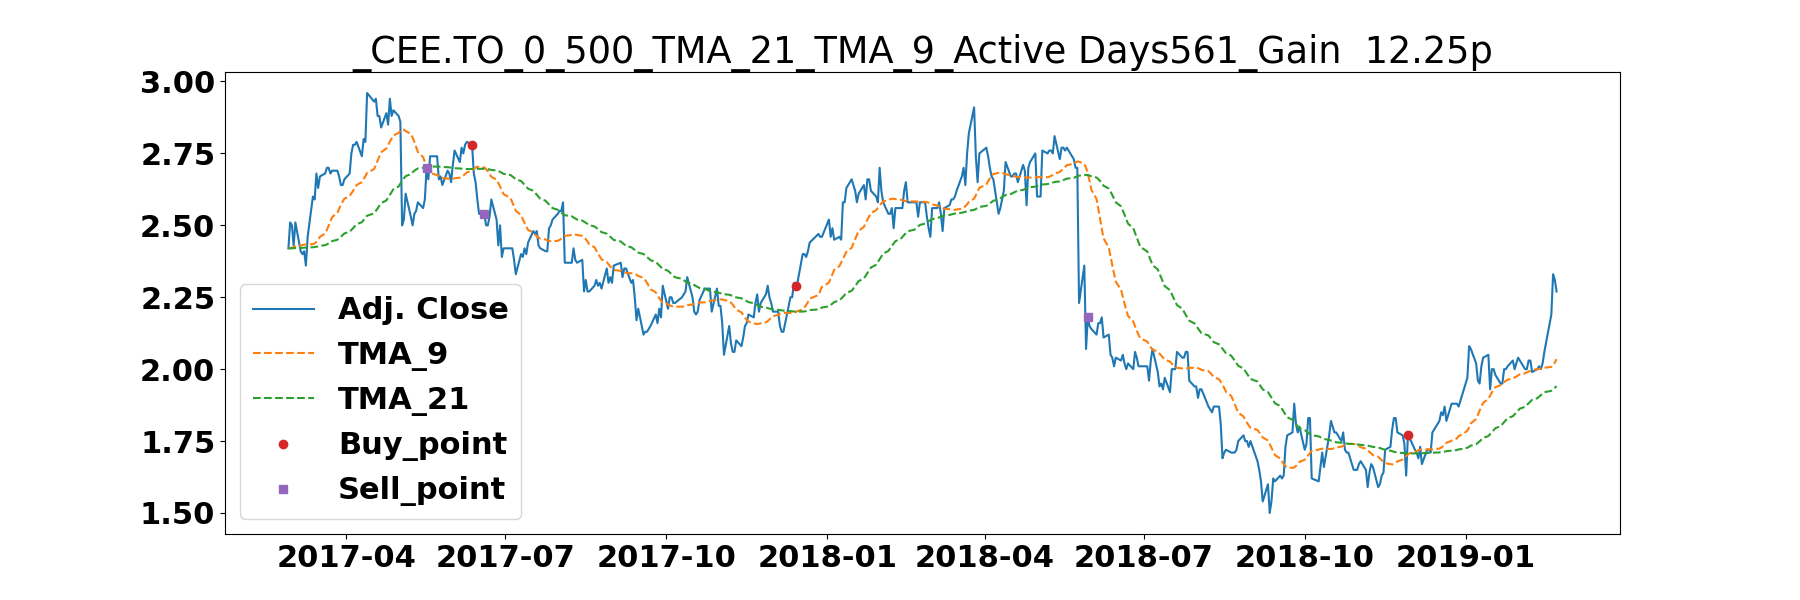 _CEE.TO_0_500_TMA_21_TMA_9_Active Days561_Gain  12.25p
3.00
2.75
2.50
2.25
2.00
1.75
1.50
Adj. Close
TMA_9
TMA_21
Buy_point
Sell_point
2017-04 2017-07 2017-10 2018-01 2018-04 2018-07 2018-10 2019-01